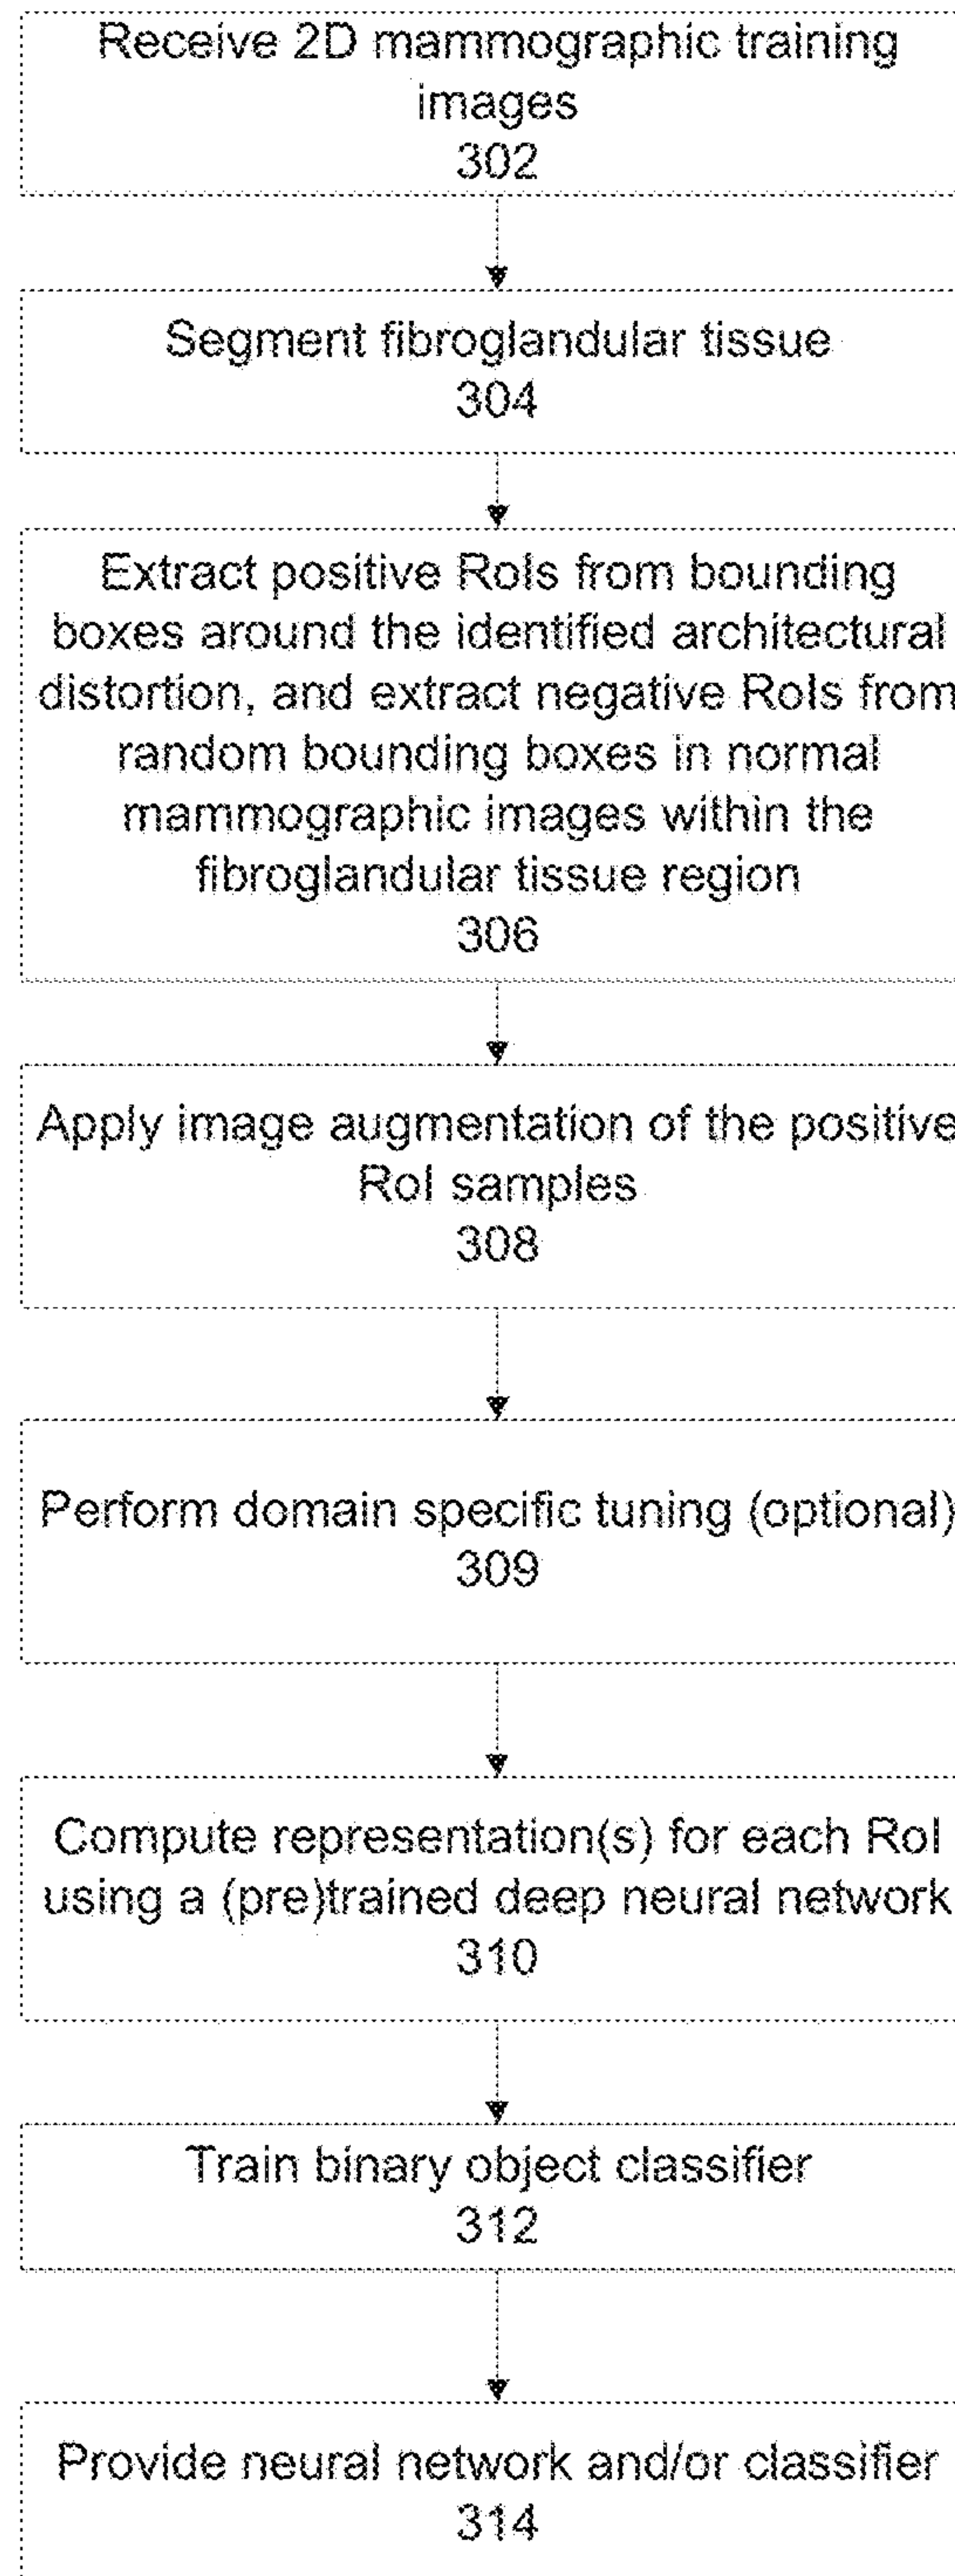 Receive 2D mammographic training
images
302
Segment fibroglandular tissue
304
Extract positive RoIs from bounding
boxes around the identified architectural
distortion, and extract negative RoIs from
random bounding boxes in normal
mammographic images within the
fibroglandular tissue region
306
Apply image augmentation of the positive
RoI samples
308
Perform domain specific tuning (optional)
309
Compute representation(s) for each RoI
using a (pre)trained deep neural network
310
Train binary object classifier
312
Provide neural network and/or classifier
314